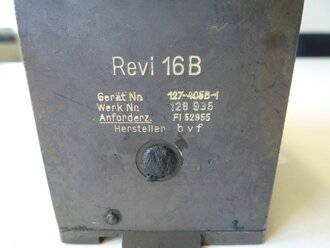 Revi 16B
Gerät Nr. 127-405B-1
Werk Nr. 128 935
Anforderz. Fl 52955
Hersteller bvf